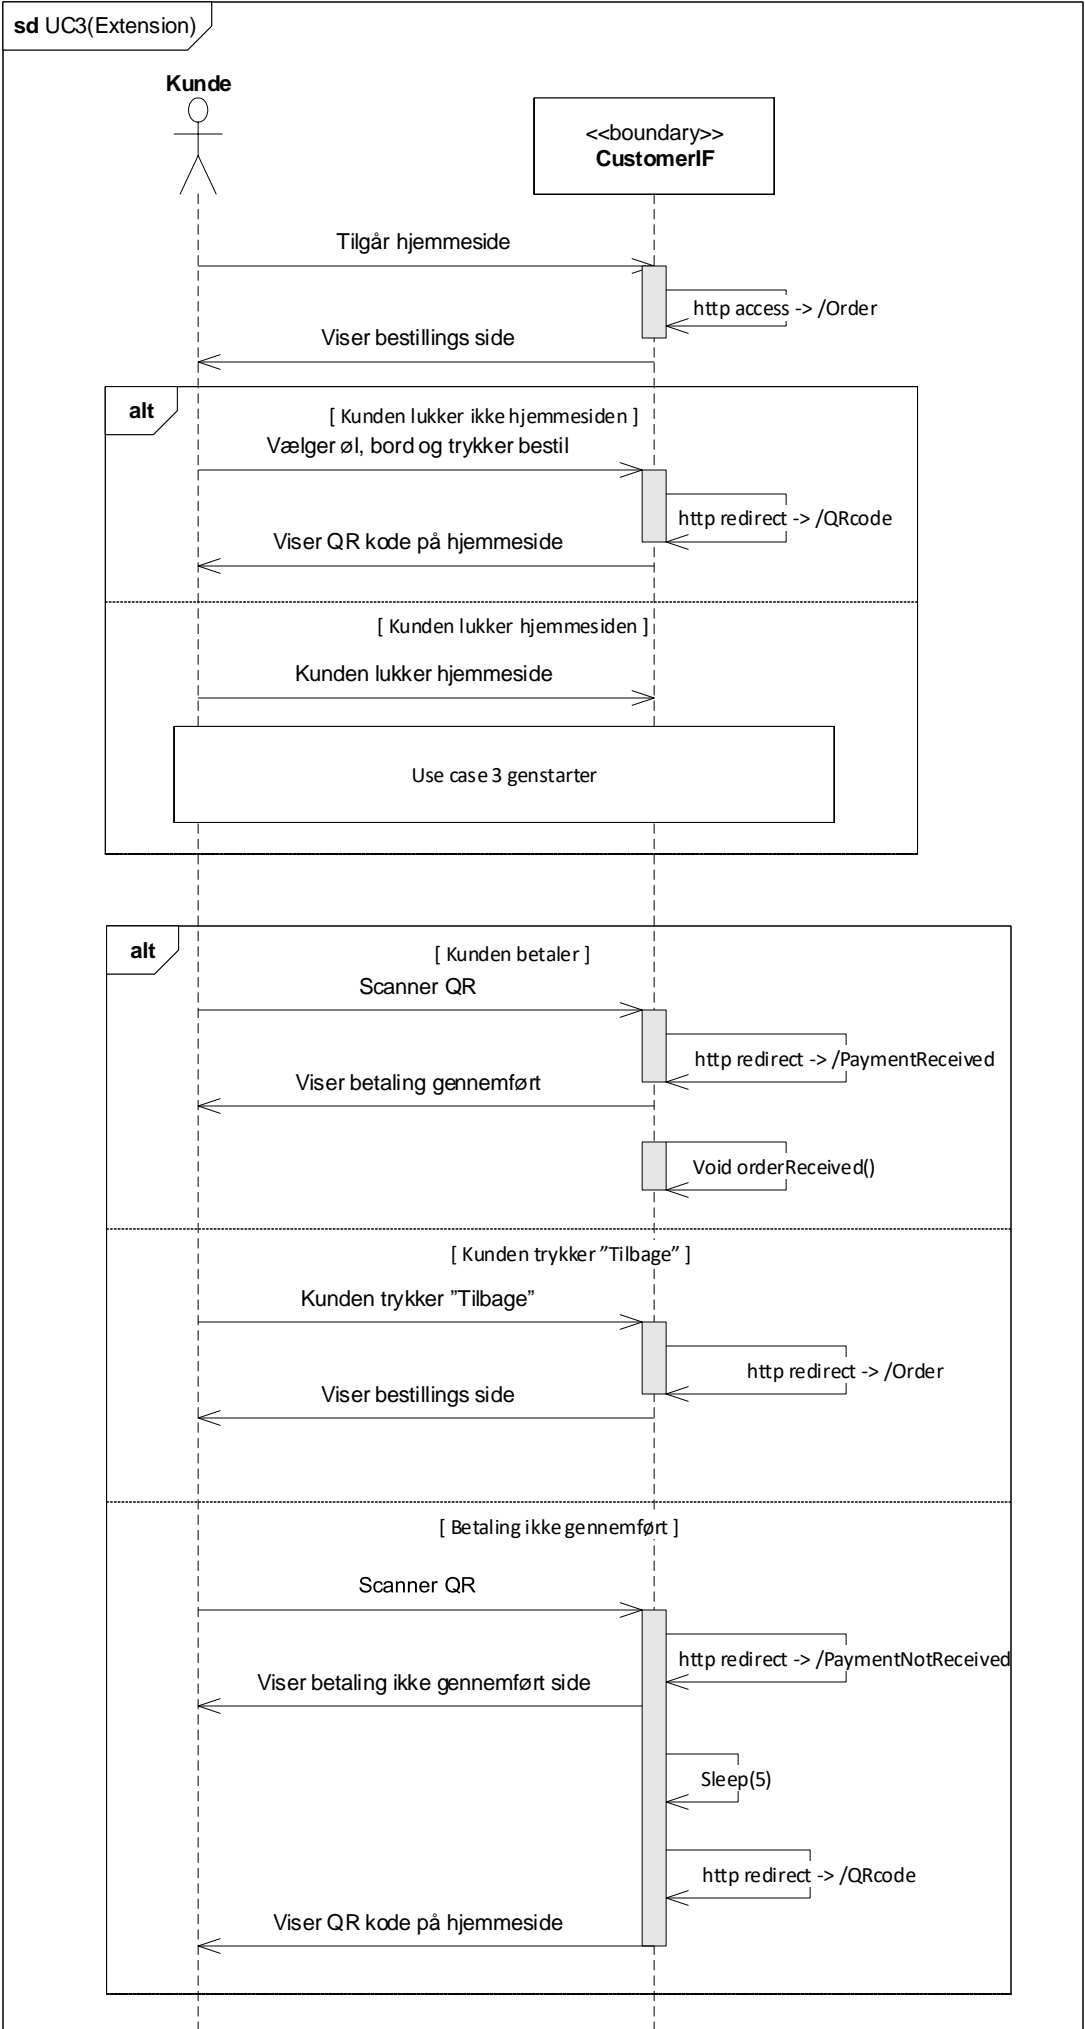 sd UC3(Extension)
Kunde
<<boundary>>
CustomerIF
Tilgår hjemmeside
http access -> /Order
Viser bestillings side
alt
[ Kunden lukker ikke hjemmesiden ]
Vælger øl, bord og trykker bestil
http redirect -> /QRcode
Viser QR kode på hjemmeside
[ Kunden lukker hjemmesiden ]
Kunden lukker hjemmeside
Use case 3 genstarter
alt
[ Kunden betaler ]
Scanner QR
http redirect -> /PaymentReceived
Viser betaling gennemført
Void orderReceived()
[ Kunden trykker ”Tilbage” ]
Kunden trykker ”Tilbage”
http redirect -> /Order
Viser bestillings side
[ Betaling ikke gennemført ]
Scanner QR
http redirect -> /PaymentNotReceived
Viser betaling ikke gennemført side
Sleep(5)
http redirect -> /QRcode
Viser QR kode på hjemmeside